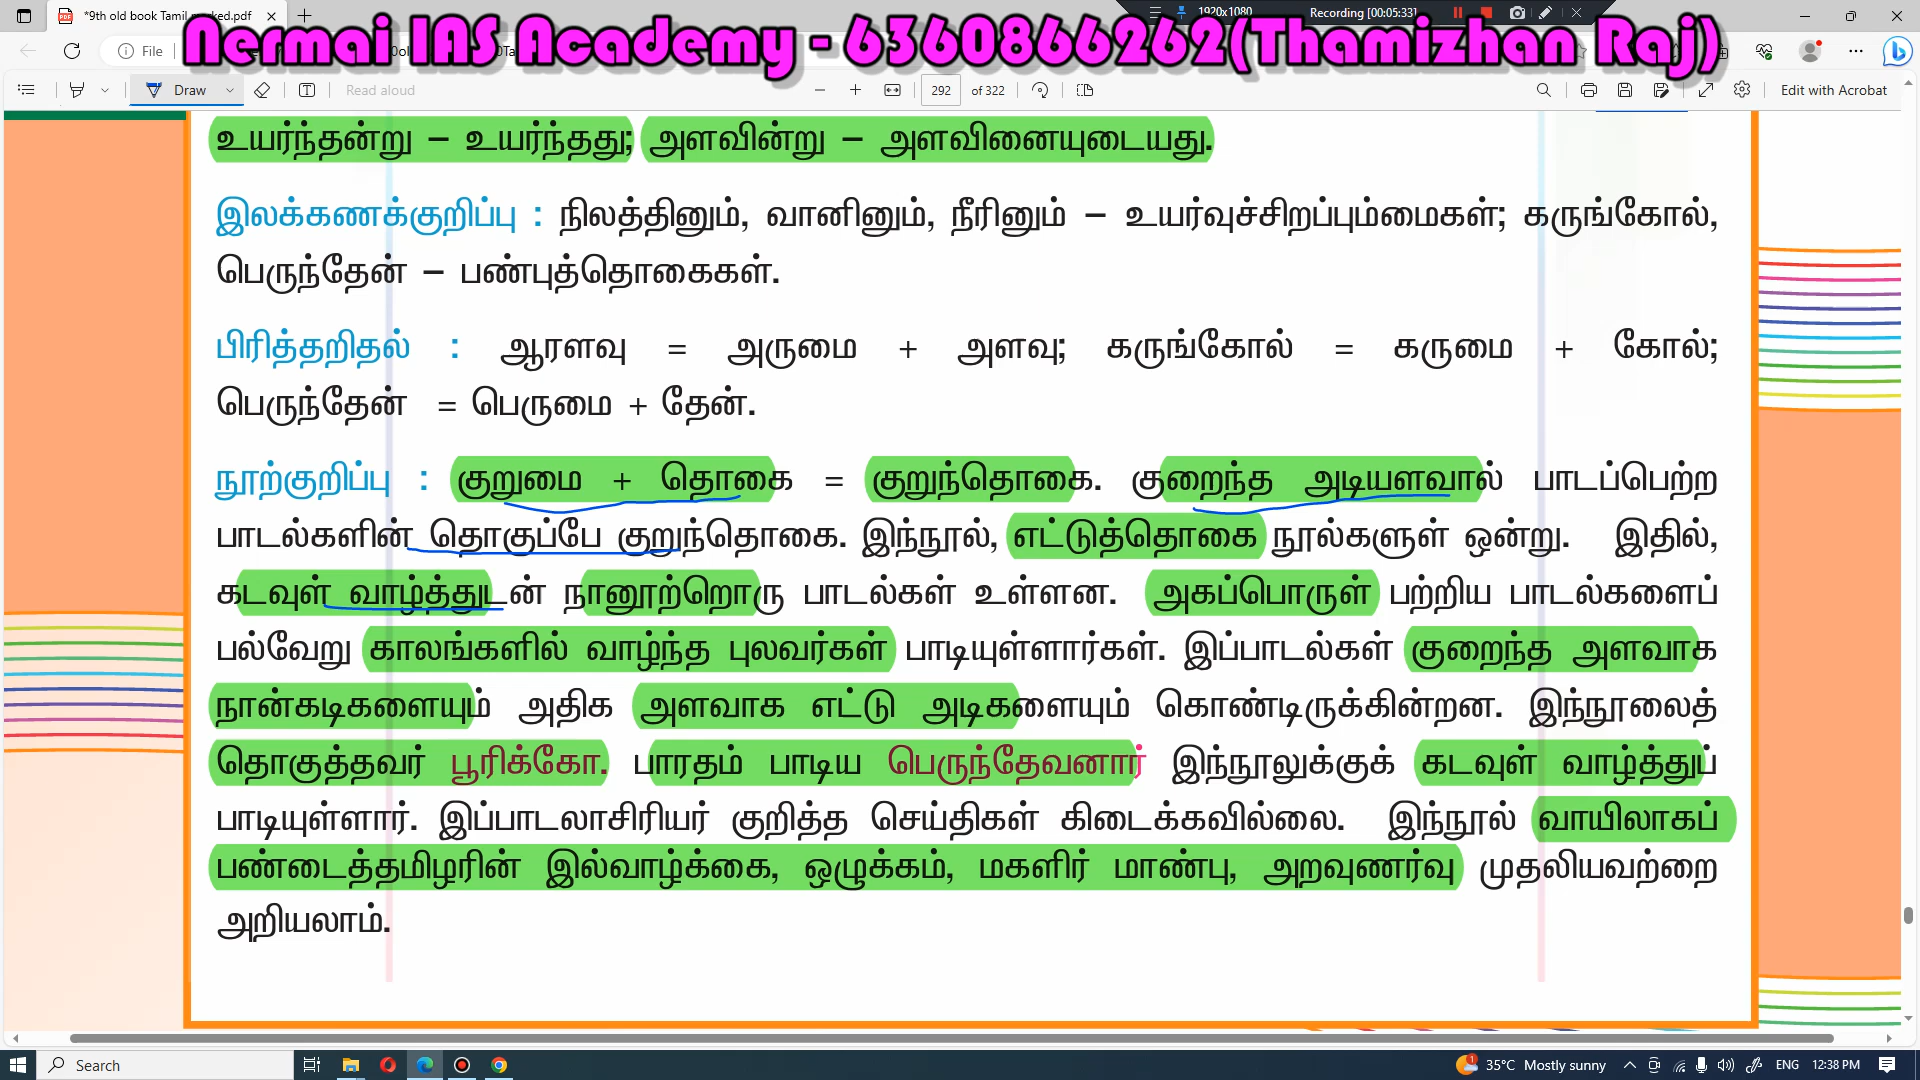 *9th old book Tamil marked.pdf
1920x1080
Recording [00:05:33]
File
Nermai IAS Academy - 6360866262(Thamizhan Raj)
Draw
Read aloud
292 of 322
Edit with Acrobat
உயர்ந்தன்று – உயர்ந்தது; அளவின்று – அளவினையுடையது.
இலக்கணக்குறிப்பு : நிலத்தினும், வானினும், நீரினும் – உயர்வுச்சிறப்பும்மைகள்; கருங்கோல்,
பெருந்தேன் – பண்புத்தொகைகள்.
பிரித்தறிதல் : ஆரளவு = அருமை + அளவு; கருங்கோல் = கருமை + கோல்;
பெருந்தேன் = பெருமை + தேன்.
நூற்குறிப்பு : குறுமை + தொகை = குறுந்தொகை. குறைந்த அடியளவால் பாடப்பெற்ற
பாடல்களின் தொகுப்பே குறுந்தொகை. இந்நூல், எட்டுத்தொகை நூல்களுள் ஒன்று. இதில்,
கடவுள் வாழ்த்துடன் நானூற்றொரு பாடல்கள் உள்ளன. அகப்பொருள் பற்றிய பாடல்களைப்
பல்வேறு காலங்களில் வாழ்ந்த புலவர்கள் பாடியுள்ளார்கள். இப்பாடல்கள் குறைந்த அளவாக
நான்கடிகளையும் அதிக அளவாக எட்டு அடிகளையும் கொண்டிருக்கின்றன. இந்நூலைத்
தொகுத்தவர் பூரிக்கோ. பாரதம் பாடிய பெருந்தேவனார் இந்நூலுக்குக் கடவுள் வாழ்த்துப்
பாடியுள்ளார். இப்பாடலாசிரியர் குறித்த செய்திகள் கிடைக்கவில்லை. இந்நூல் வாயிலாகப்
பண்டைத்தமிழரின் இல்வாழ்க்கை, ஒழுக்கம், மகளிர் மாண்பு, அறவுணர்வு முதலியவற்றை
அறியலாம்.
Search
35°C Mostly sunny
ENG
12:38 PM